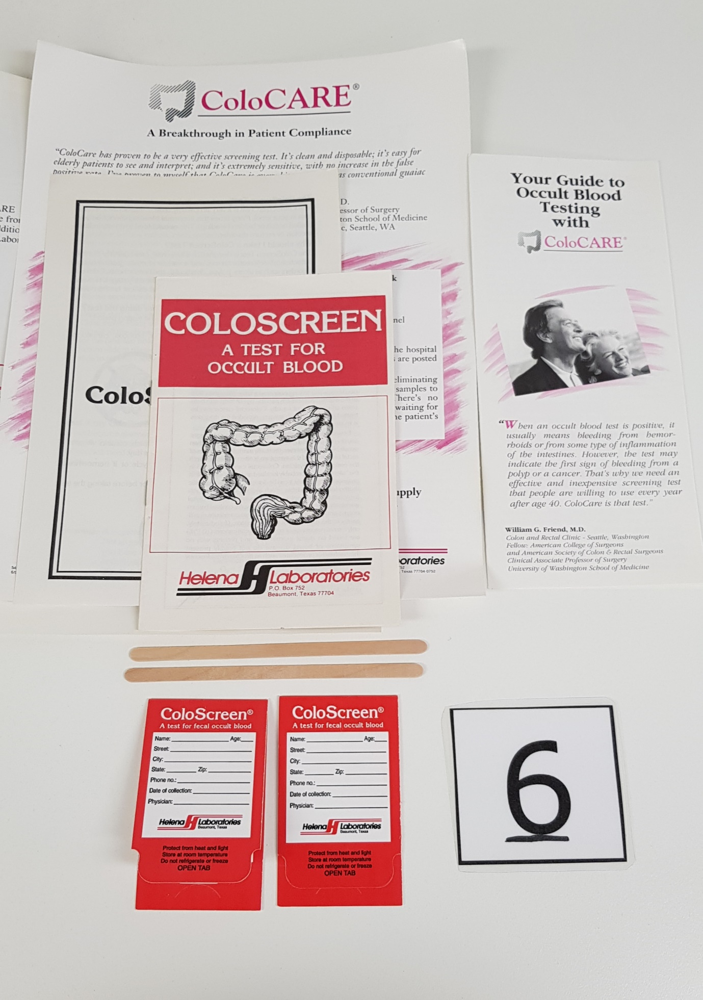 ColoCARE®
A Breakthrough in Patient Compliance
"ColoCare has proven to be a very effective screening test. It's clean and disposable; it's easy for
elderly patients to see and interpret; and it's extremely sensitive, with no increase in the false
as conventional guaiac
D.
essor of Surgery
ton School of Medicine
c, Seattle, WA
ARE
e from
dditio
Labor
k
nel
he hospital
s are posted
eliminating
samples to
There's no
waiting for
he patient's
upply
oratories
752
, Texas 77704-0752
ColoS
COLOSCREEN
A TEST FOR
OCCULT BLOOD
Helena Laboratories
P.O. Box 752
Beaumont, Texas 77704
Your Guide to
Occult Blood
Testing
with
ColoCARE®
"When an occult blood test is positive, it
usually means bleeding from hemor-
rhoids or from some type of inflammation
of the intestines. However, the test may
indicate the first sign of bleeding from a
polyp or a cancer. That's why we need an
effective and inexpensive screening test
that people are willing to use every year
after age 40. ColoCare is that test."
William G. Friend, M.D.
Colon and Rectal Clinic - Seattle, Washington
Fellow: American College of Surgeons
and American Society of Colon & Rectal Surgeons
Clinical Associate Professor of Surgery
University of Washington School of Medicine
ColoScreen®
A test for fecal occult blood
Name: Age:
Street:
City:
State: Zip:
Phone no.:
Date of collection:
Physician:
Helena Laboratories
Beaumont, Texas
Protect from heat and light
Store at room temperature
Do not refrigerate or freeze
OPEN TAB
ColoScreen®
A test for fecal occult blood
Name: Age:
Street:
City:
State: Zip:
Phone no.:
Date of collection:
Physician:
Helena Laboratories
Beaumont, Texas
Protect from heat and light
Store at room temperature
Do not refrigerate or freeze
OPEN TAB
6